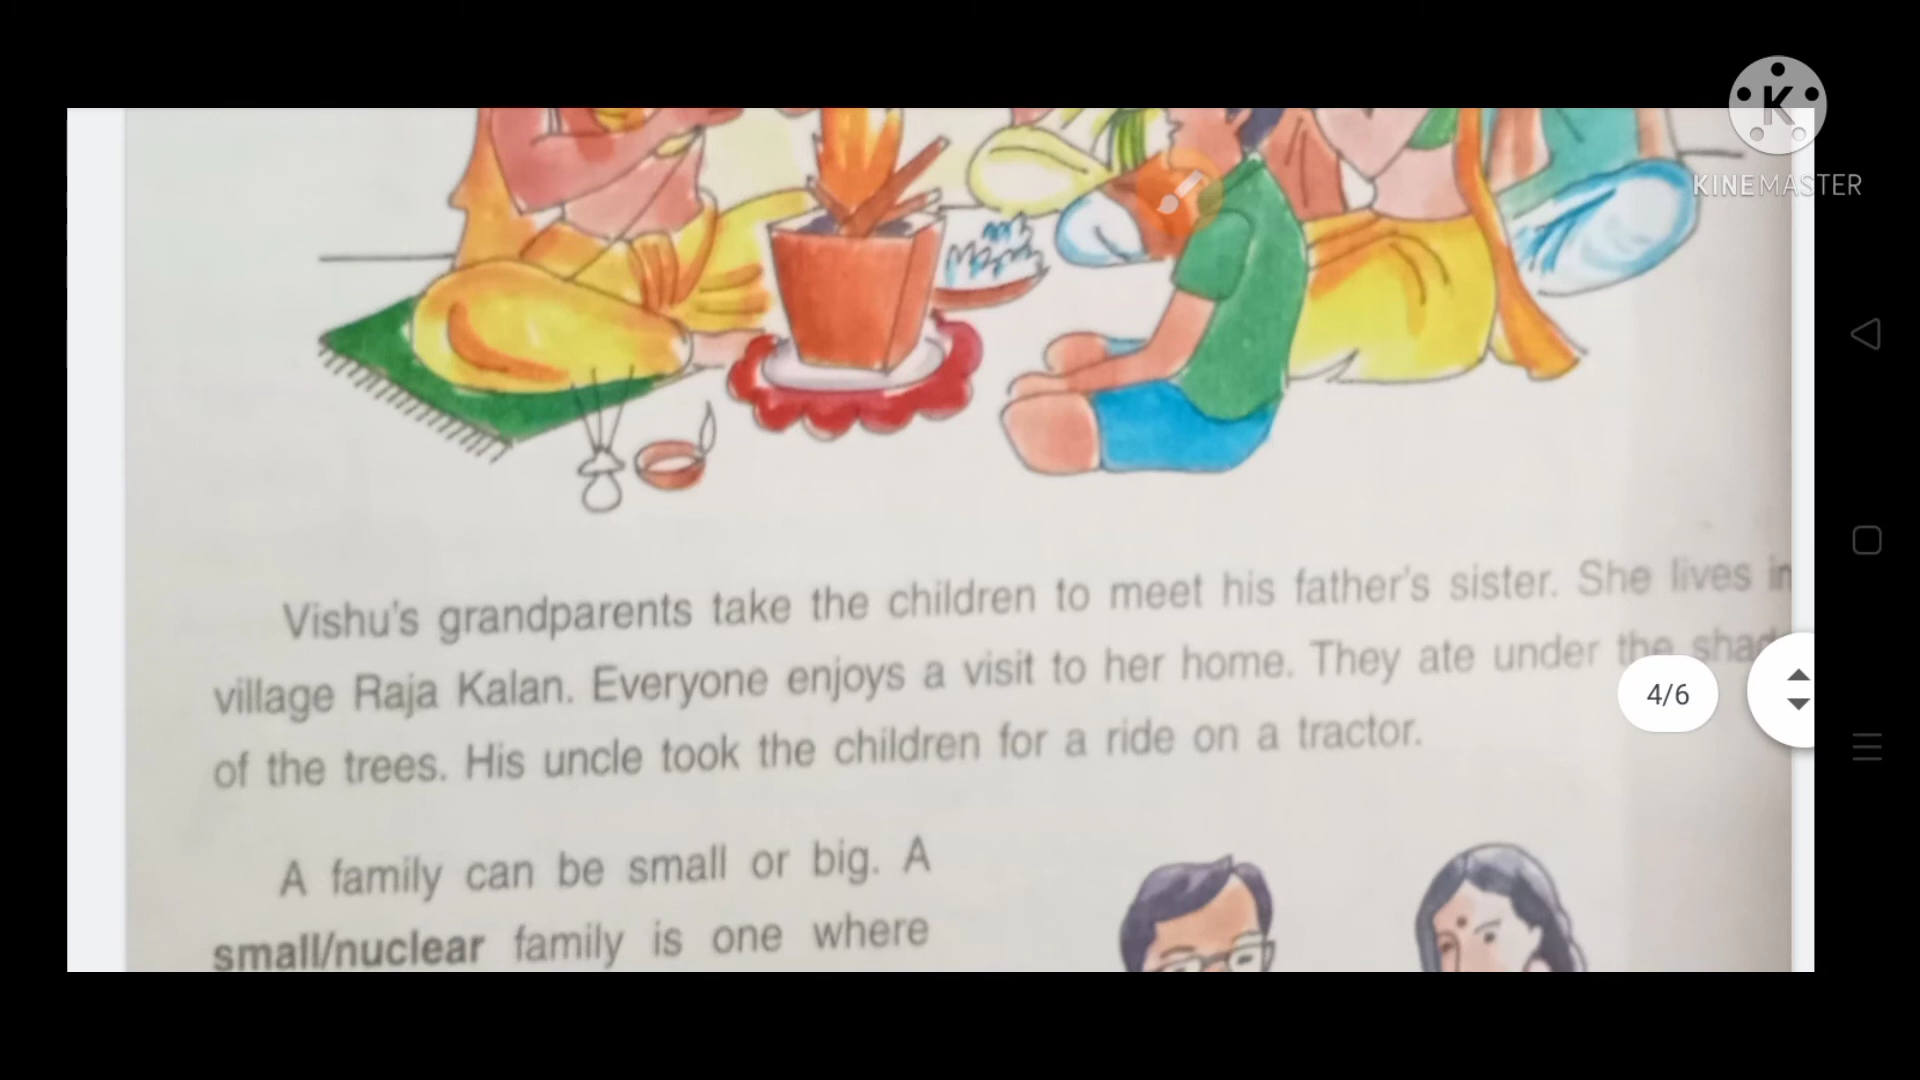 KINEMASTER
Vishu's grandparents take the children to meet his father's sister. She lives in
village Raja Kalan. Everyone enjoys a visit to her home. They ate under the
of the trees. His uncle took the children for a ride on a tractor.
4/6
A family can be small or big. A
small/nuclear family is one where